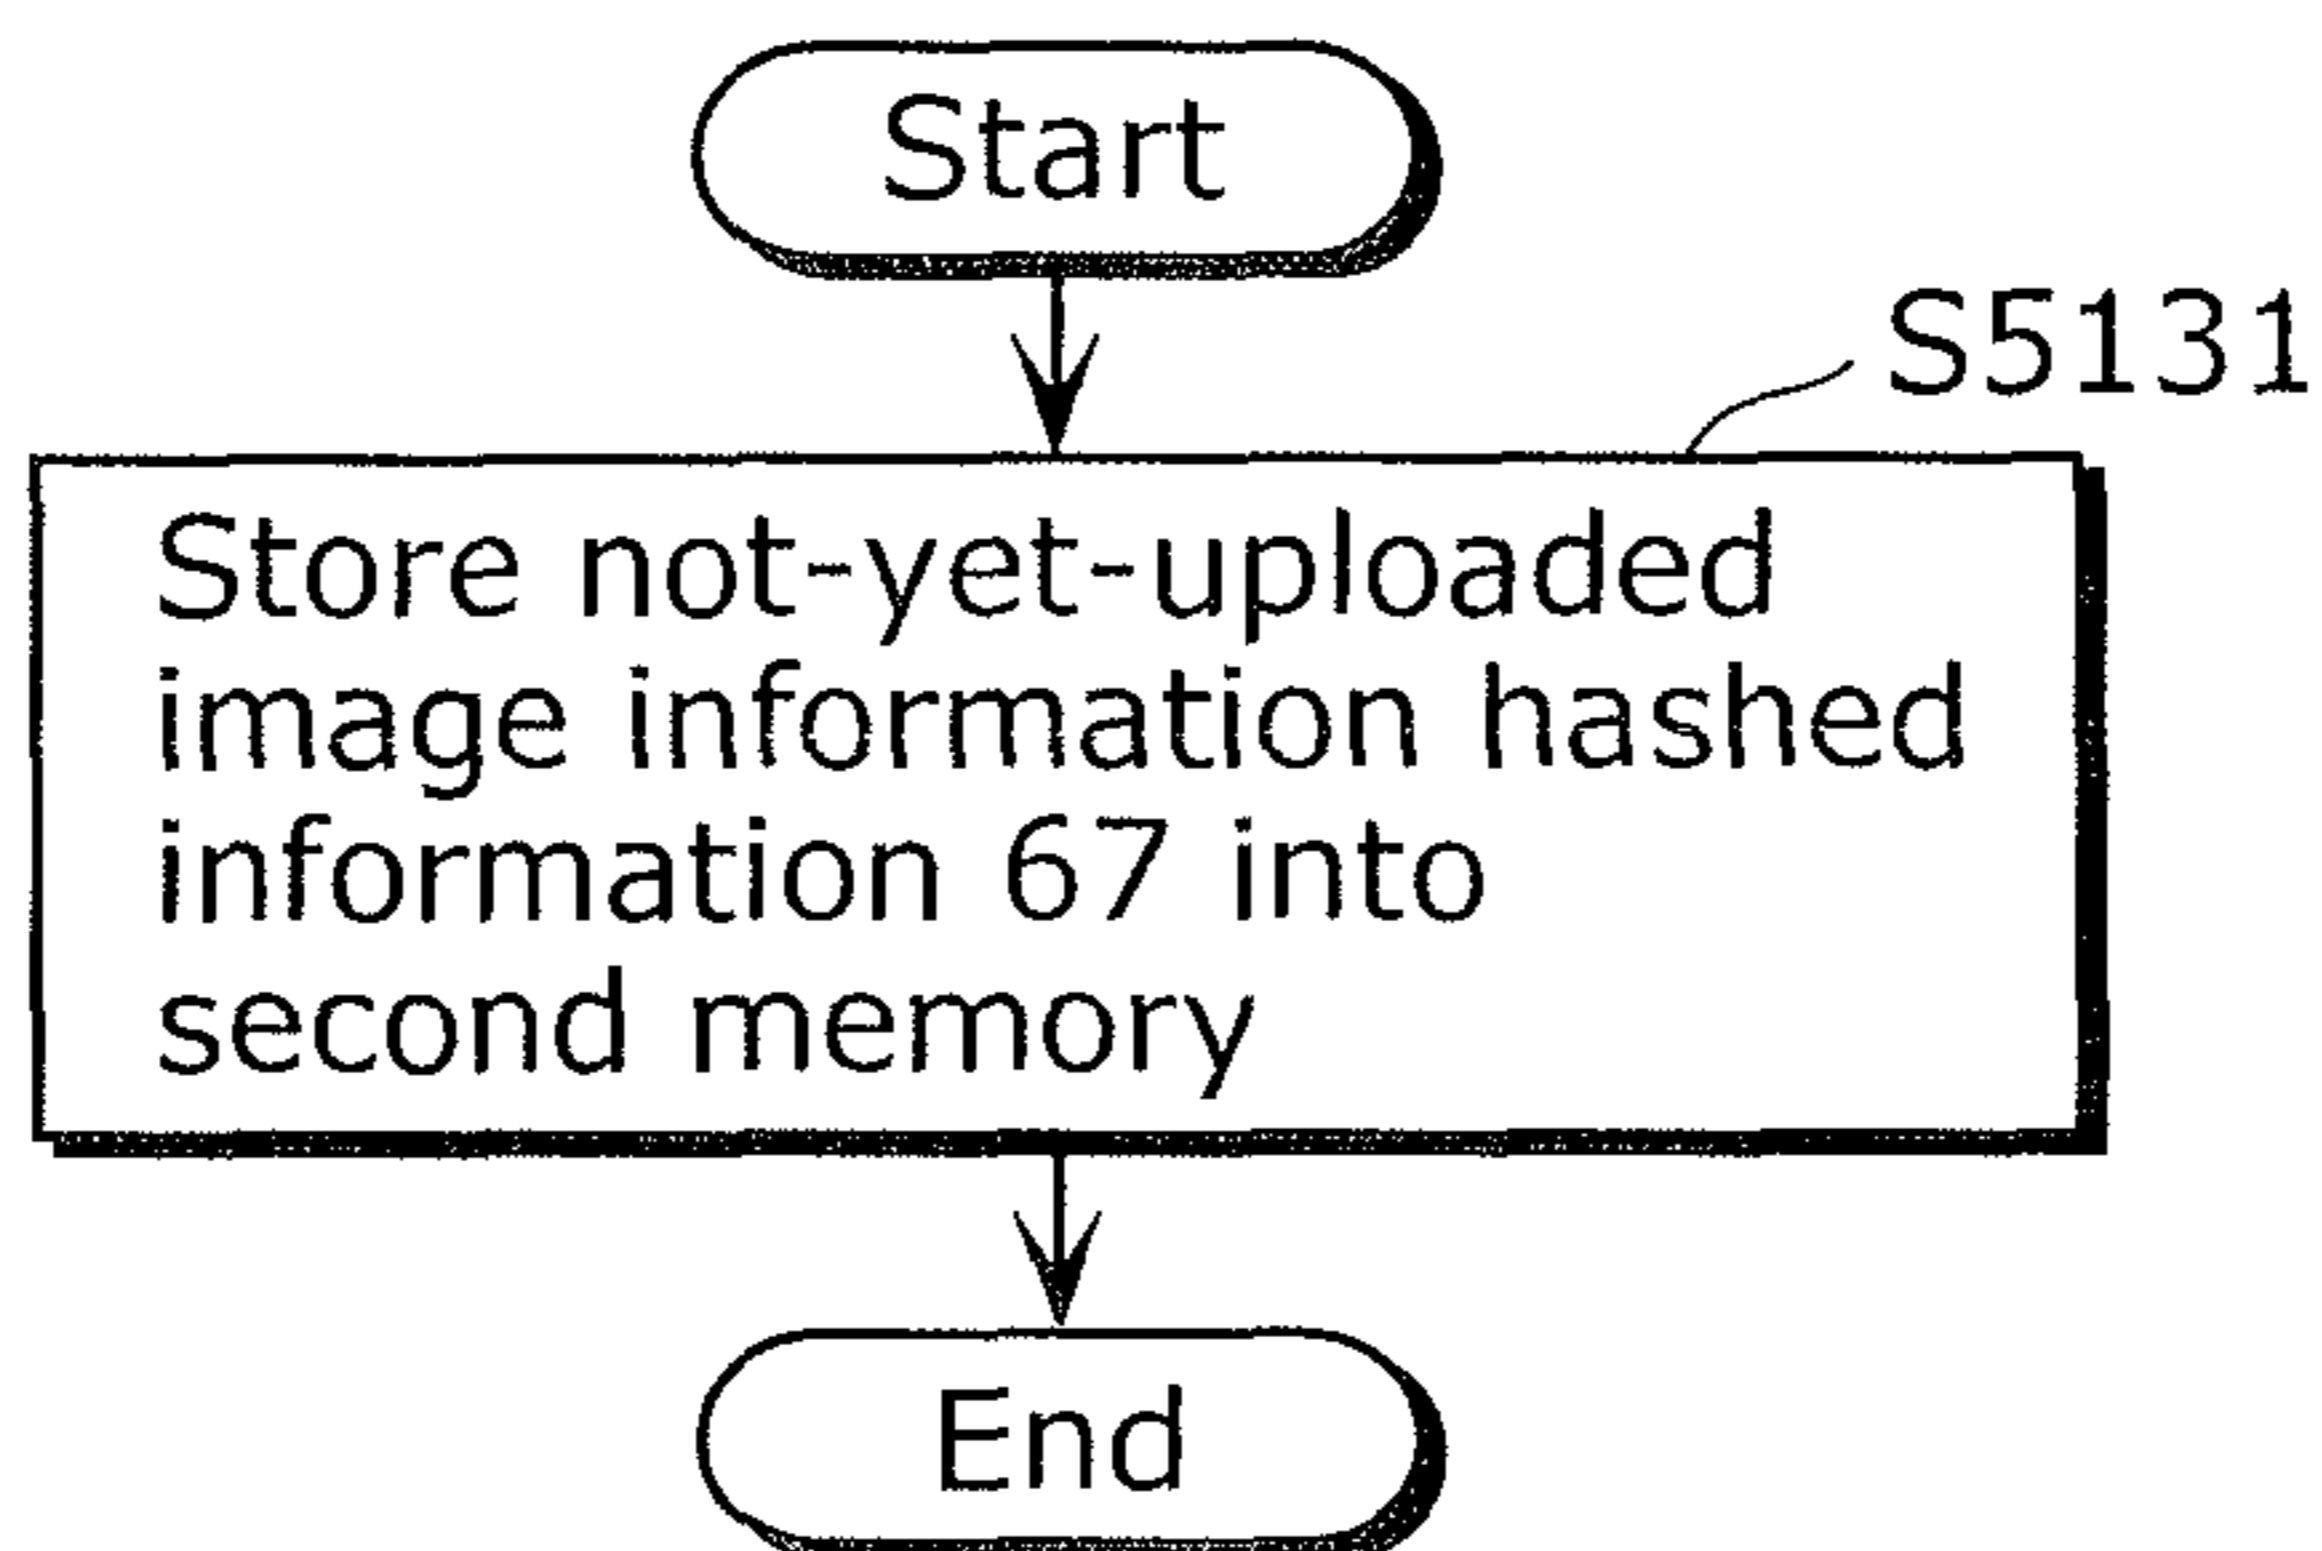 Start
S5131
Store not-yet-uploaded
image information hashed
information 67 into
second memory
End